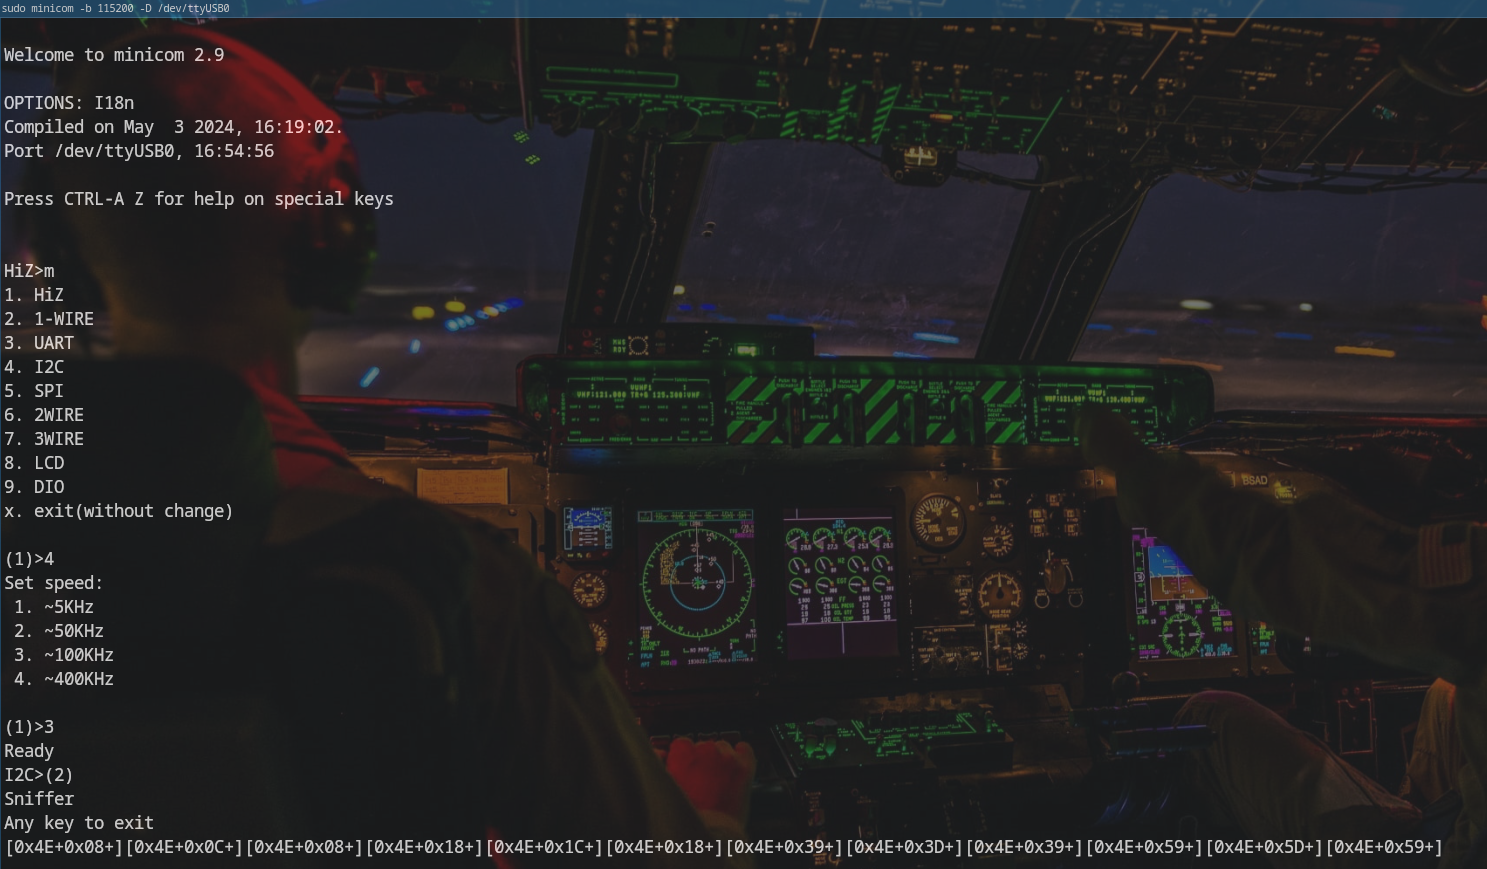 sudo minicom -b 115200 -D /dev/ttyUSB0
Welcome to minicom 2.9
OPTIONS: I18n
Compiled on May  3 2024, 16:19:02.
Port /dev/ttyUSB0, 16:54:56
Press CTRL-A Z for help on special keys
HiZ>m
1. HiZ
2. 1-WIRE
3. UART
4. I2C
5. SPI
6. 2WIRE
7. 3WIRE
8. LCD
9. DIO
x. exit(without change)
(1)>4
Set speed:
 1. ~5KHz
 2. ~50KHz
 3. ~100KHz
 4. ~400KHz
(1)>3
Ready
I2C>(2)
Sniffer
Any key to exit
[0x4E+0x08+][0x4E+0x0C+][0x4E+0x08+][0x4E+0x18+][0x4E+0x1C+][0x4E+0x18+][0x4E+0x39+][0x4E+0x3D+][0x4E+0x39+][0x4E+0x59+][0x4E+0x5D+][0x4E+0x59+]
BSAD